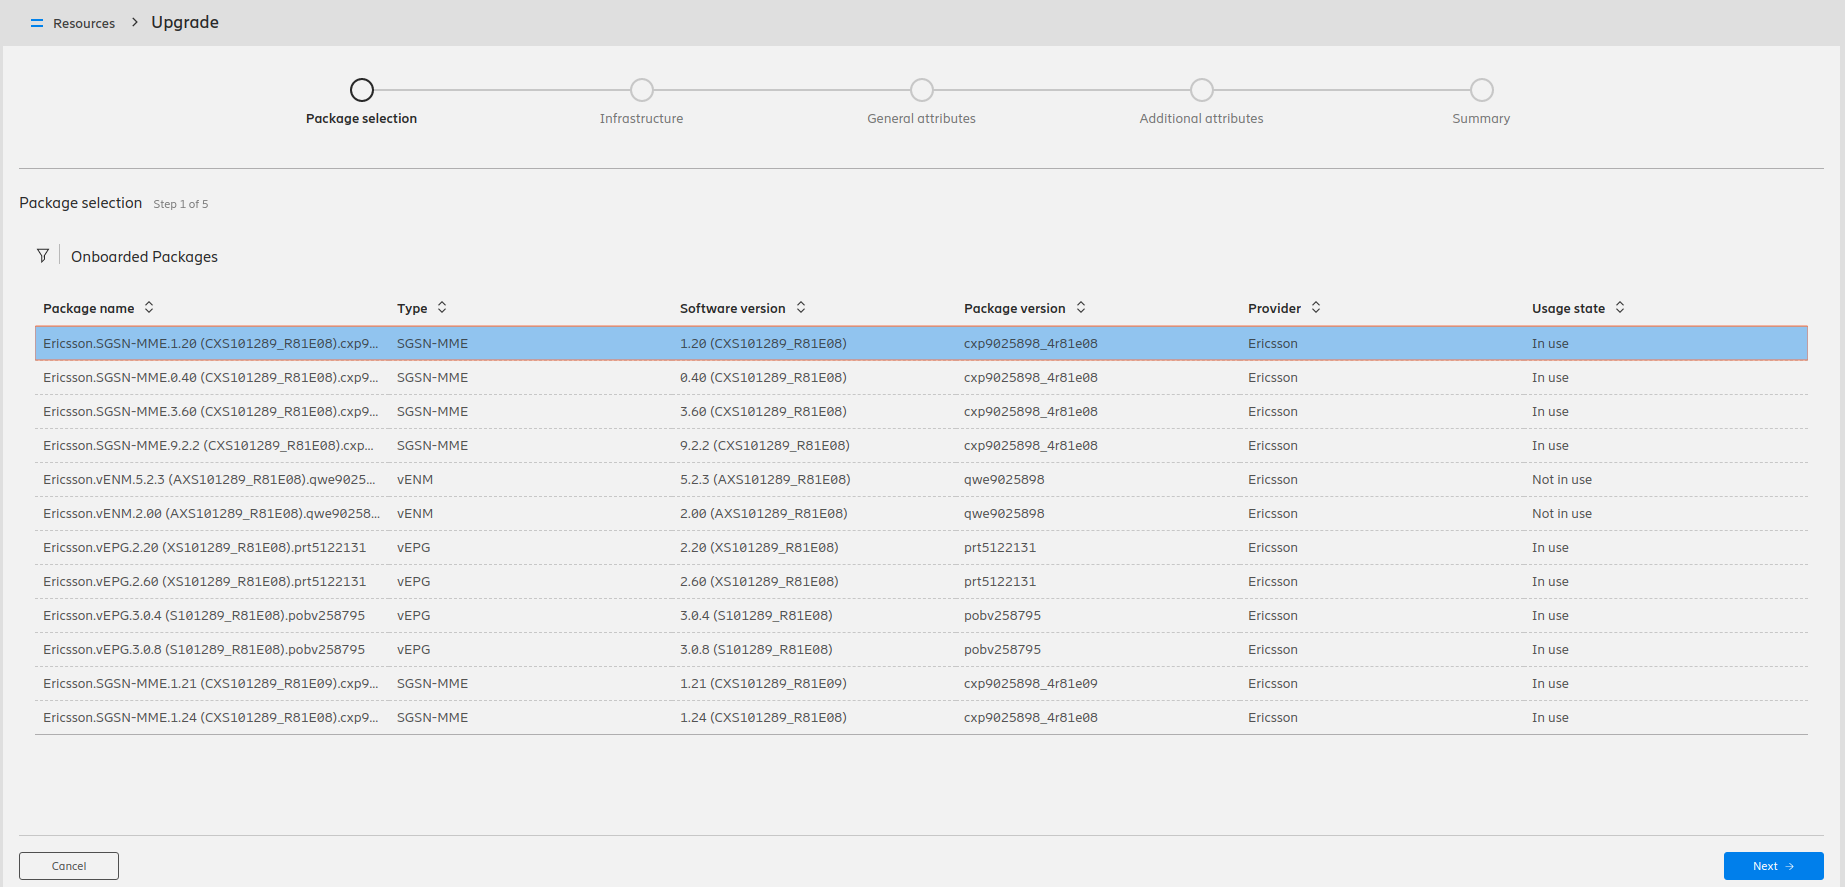 Resources > Upgrade
Package selection Infrastructure General attributes Additional attributes Summary
Package selection Step 1 of 5
Onboarded Packages
Package name Type Software version Package version Provider Usage state
Ericsson.SGSN-MME.1.20 (CXS101289_R81E08).cxp9... SGSN-MME 1.20 (CXS101289_R81E08) cxp9025898_4r81e08 Ericsson In use
Ericsson.SGSN-MME.0.40 (CXS101289_R81E08).cxp9... SGSN-MME 0.40 (CXS101289_R81E08) cxp9025898_4r81e08 Ericsson In use
Ericsson.SGSN-MME.3.60 (CXS101289_R81E08).cxp9... SGSN-MME 3.60 (CXS101289_R81E08) cxp9025898_4r81e08 Ericsson In use
Ericsson.SGSN-MME.9.2.2 (CXS101289_R81E08).cxp... SGSN-MME 9.2.2 (CXS101289_R81E08) cxp9025898_4r81e08 Ericsson In use
Ericsson.vENM.5.2.3 (AXS101289_R81E08).qwe9025... vENM 5.2.3 (AXS101289_R81E08) qwe9025898 Ericsson Not in use
Ericsson.vENM.2.00 (AXS101289_R81E08).qwe90258... vENM 2.00 (AXS101289_R81E08) qwe9025898 Ericsson Not in use
Ericsson.vEPG.2.20 (XS101289_R81E08).prt5122131 vEPG 2.20 (XS101289_R81E08) prt5122131 Ericsson In use
Ericsson.vEPG.2.60 (XS101289_R81E08).prt5122131 vEPG 2.60 (XS101289_R81E08) prt5122131 Ericsson In use
Ericsson.vEPG.3.0.4 (S101289_R81E08).pobv258795 vEPG 3.0.4 (S101289_R81E08) pobv258795 Ericsson In use
Ericsson.vEPG.3.0.8 (S101289_R81E08).pobv258795 vEPG 3.0.8 (S101289_R81E08) pobv258795 Ericsson In use
Ericsson.SGSN-MME.1.21 (CXS101289_R81E09).cxp9... SGSN-MME 1.21 (CXS101289_R81E09) cxp9025898_4r81e09 Ericsson In use
Ericsson.SGSN-MME.1.24 (CXS101289_R81E08).cxp9... SGSN-MME 1.24 (CXS101289_R81E08) cxp9025898_4r81e08 Ericsson In use
Cancel Next →